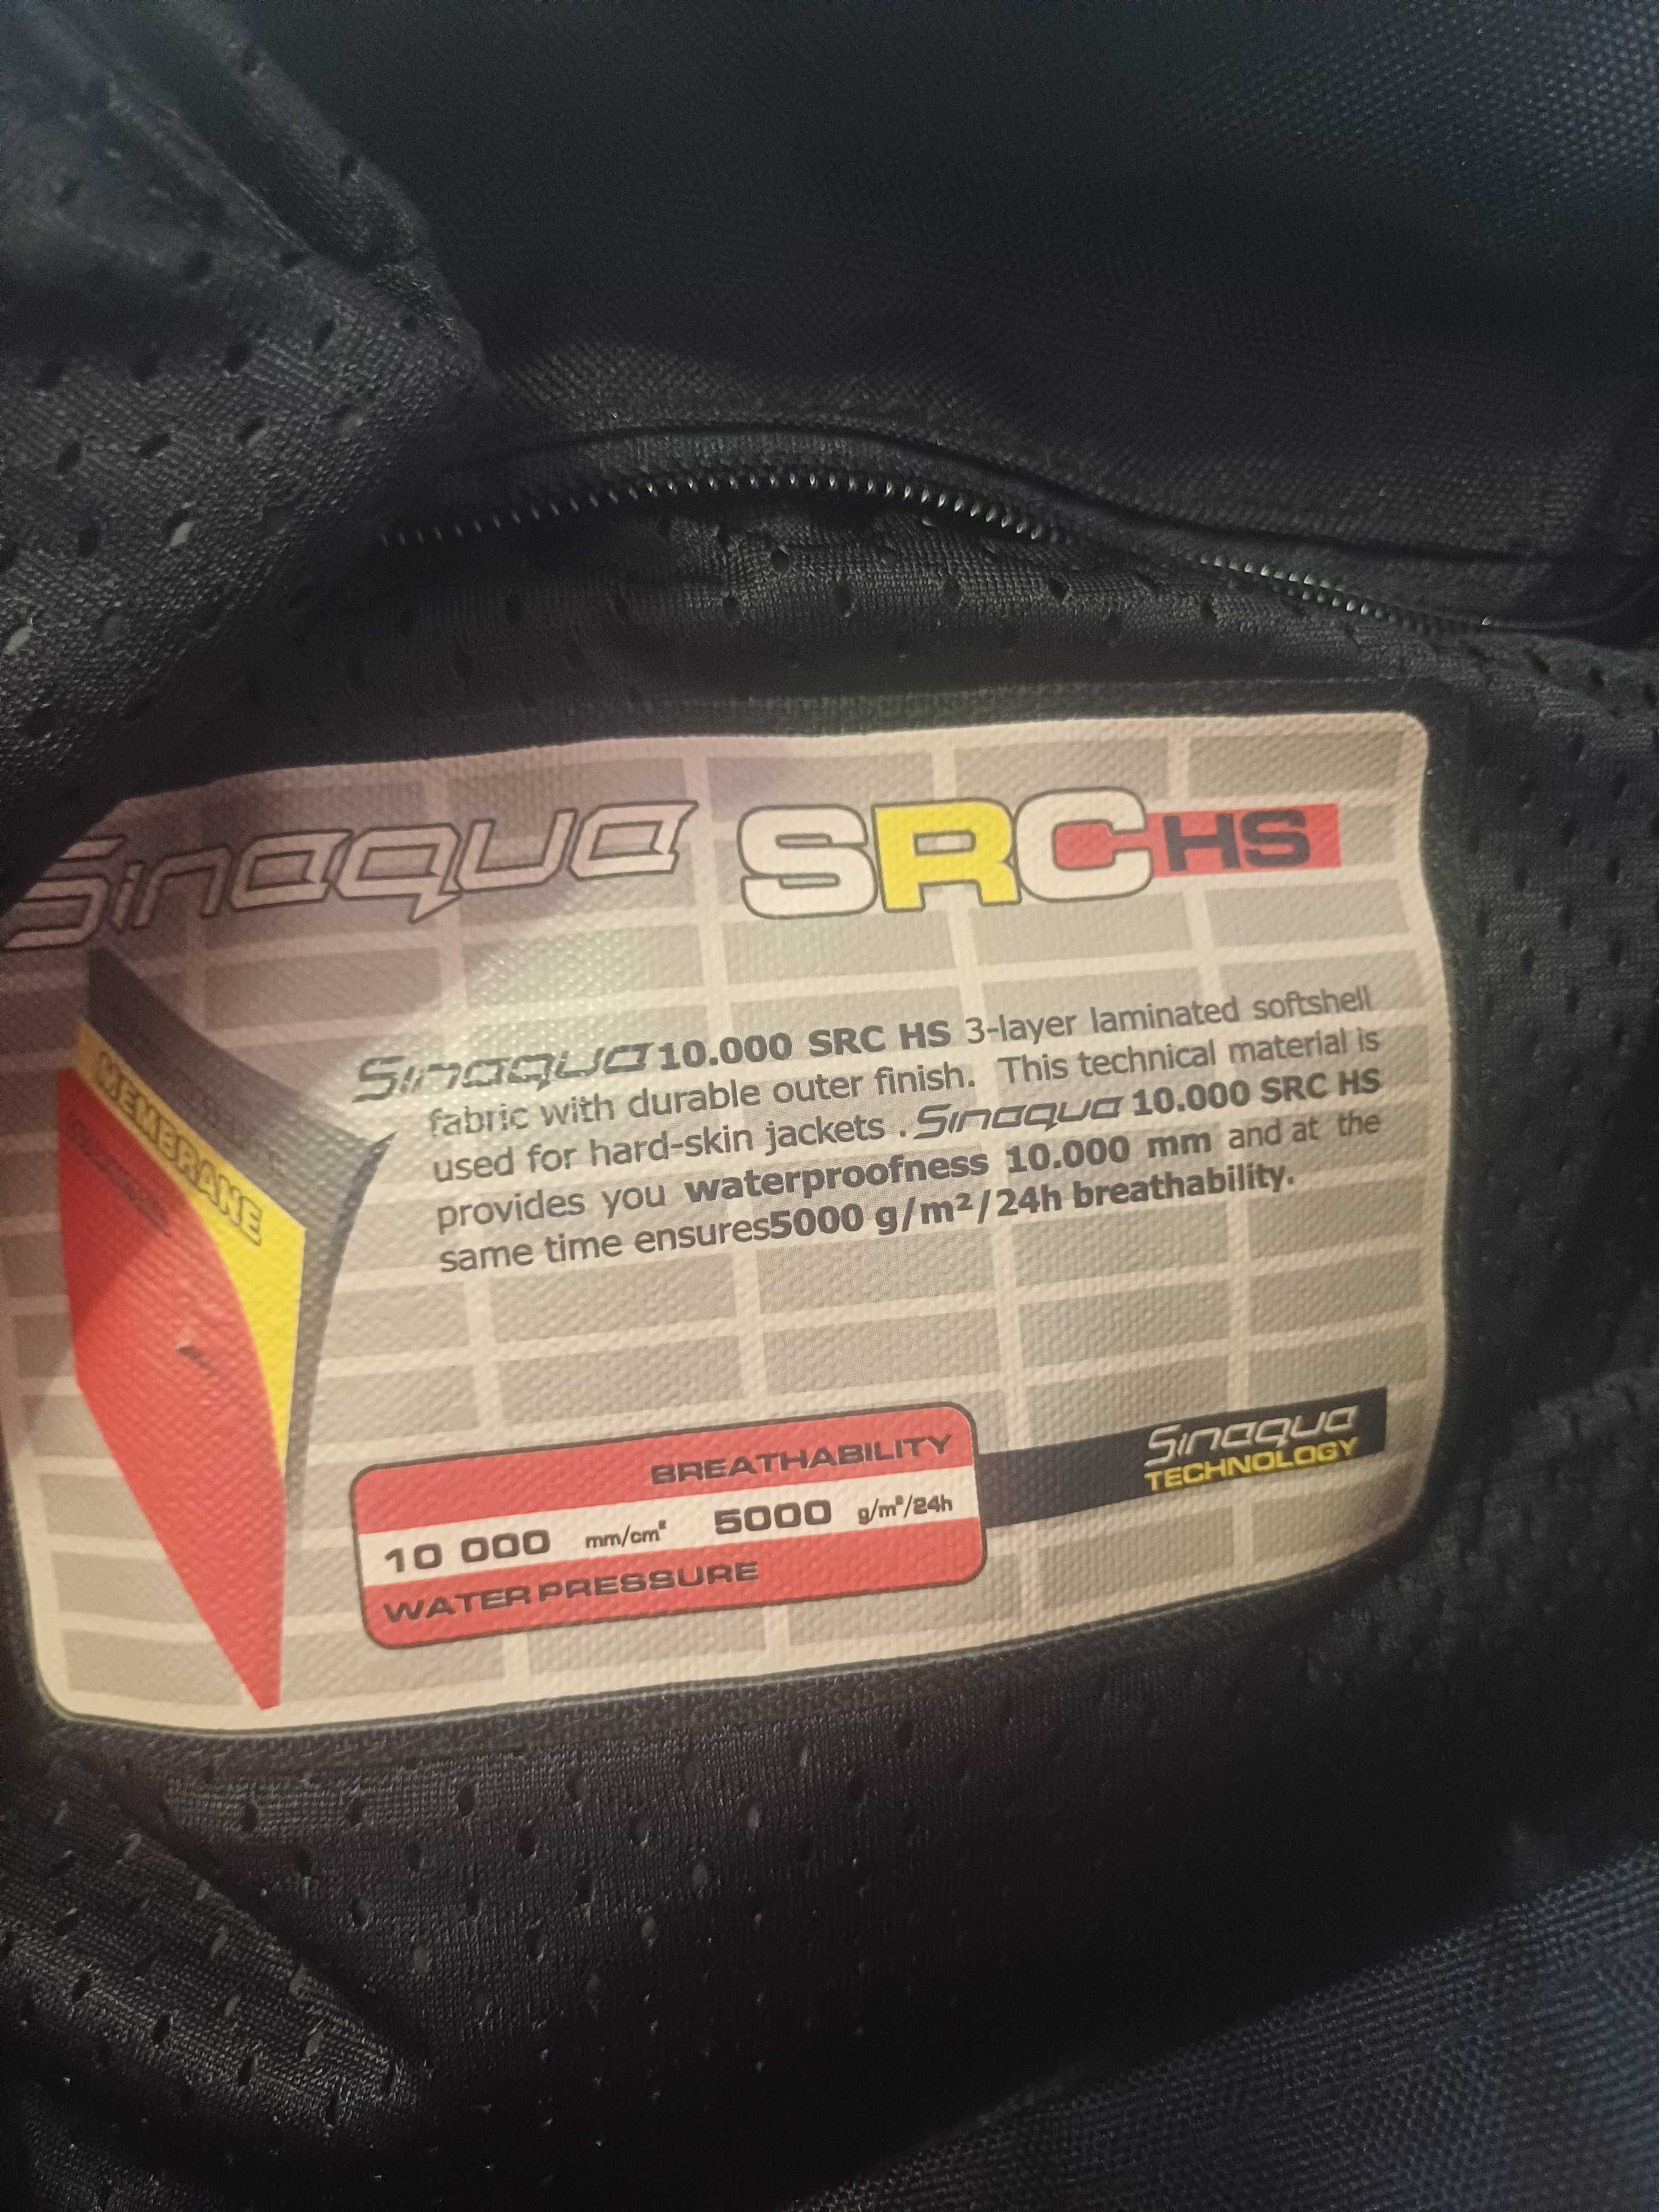 Sinaqua SRC HS
MEMBRANE
Sinaqua 10.000 SRC HS 3-layer laminated softshell
fabric with durable outer finish. This technical material is
used for hard-skin jackets . Sinaqua 10.000 SRC HS
provides you waterproofness 10.000 mm and at the
same time ensures5000 g/m²/24h breathability.
BREATHABILITY
10 000 mm/cm² 5000 g/m²/24h
WATER PRESSURE
Sinaqua
TECHNOLOGY